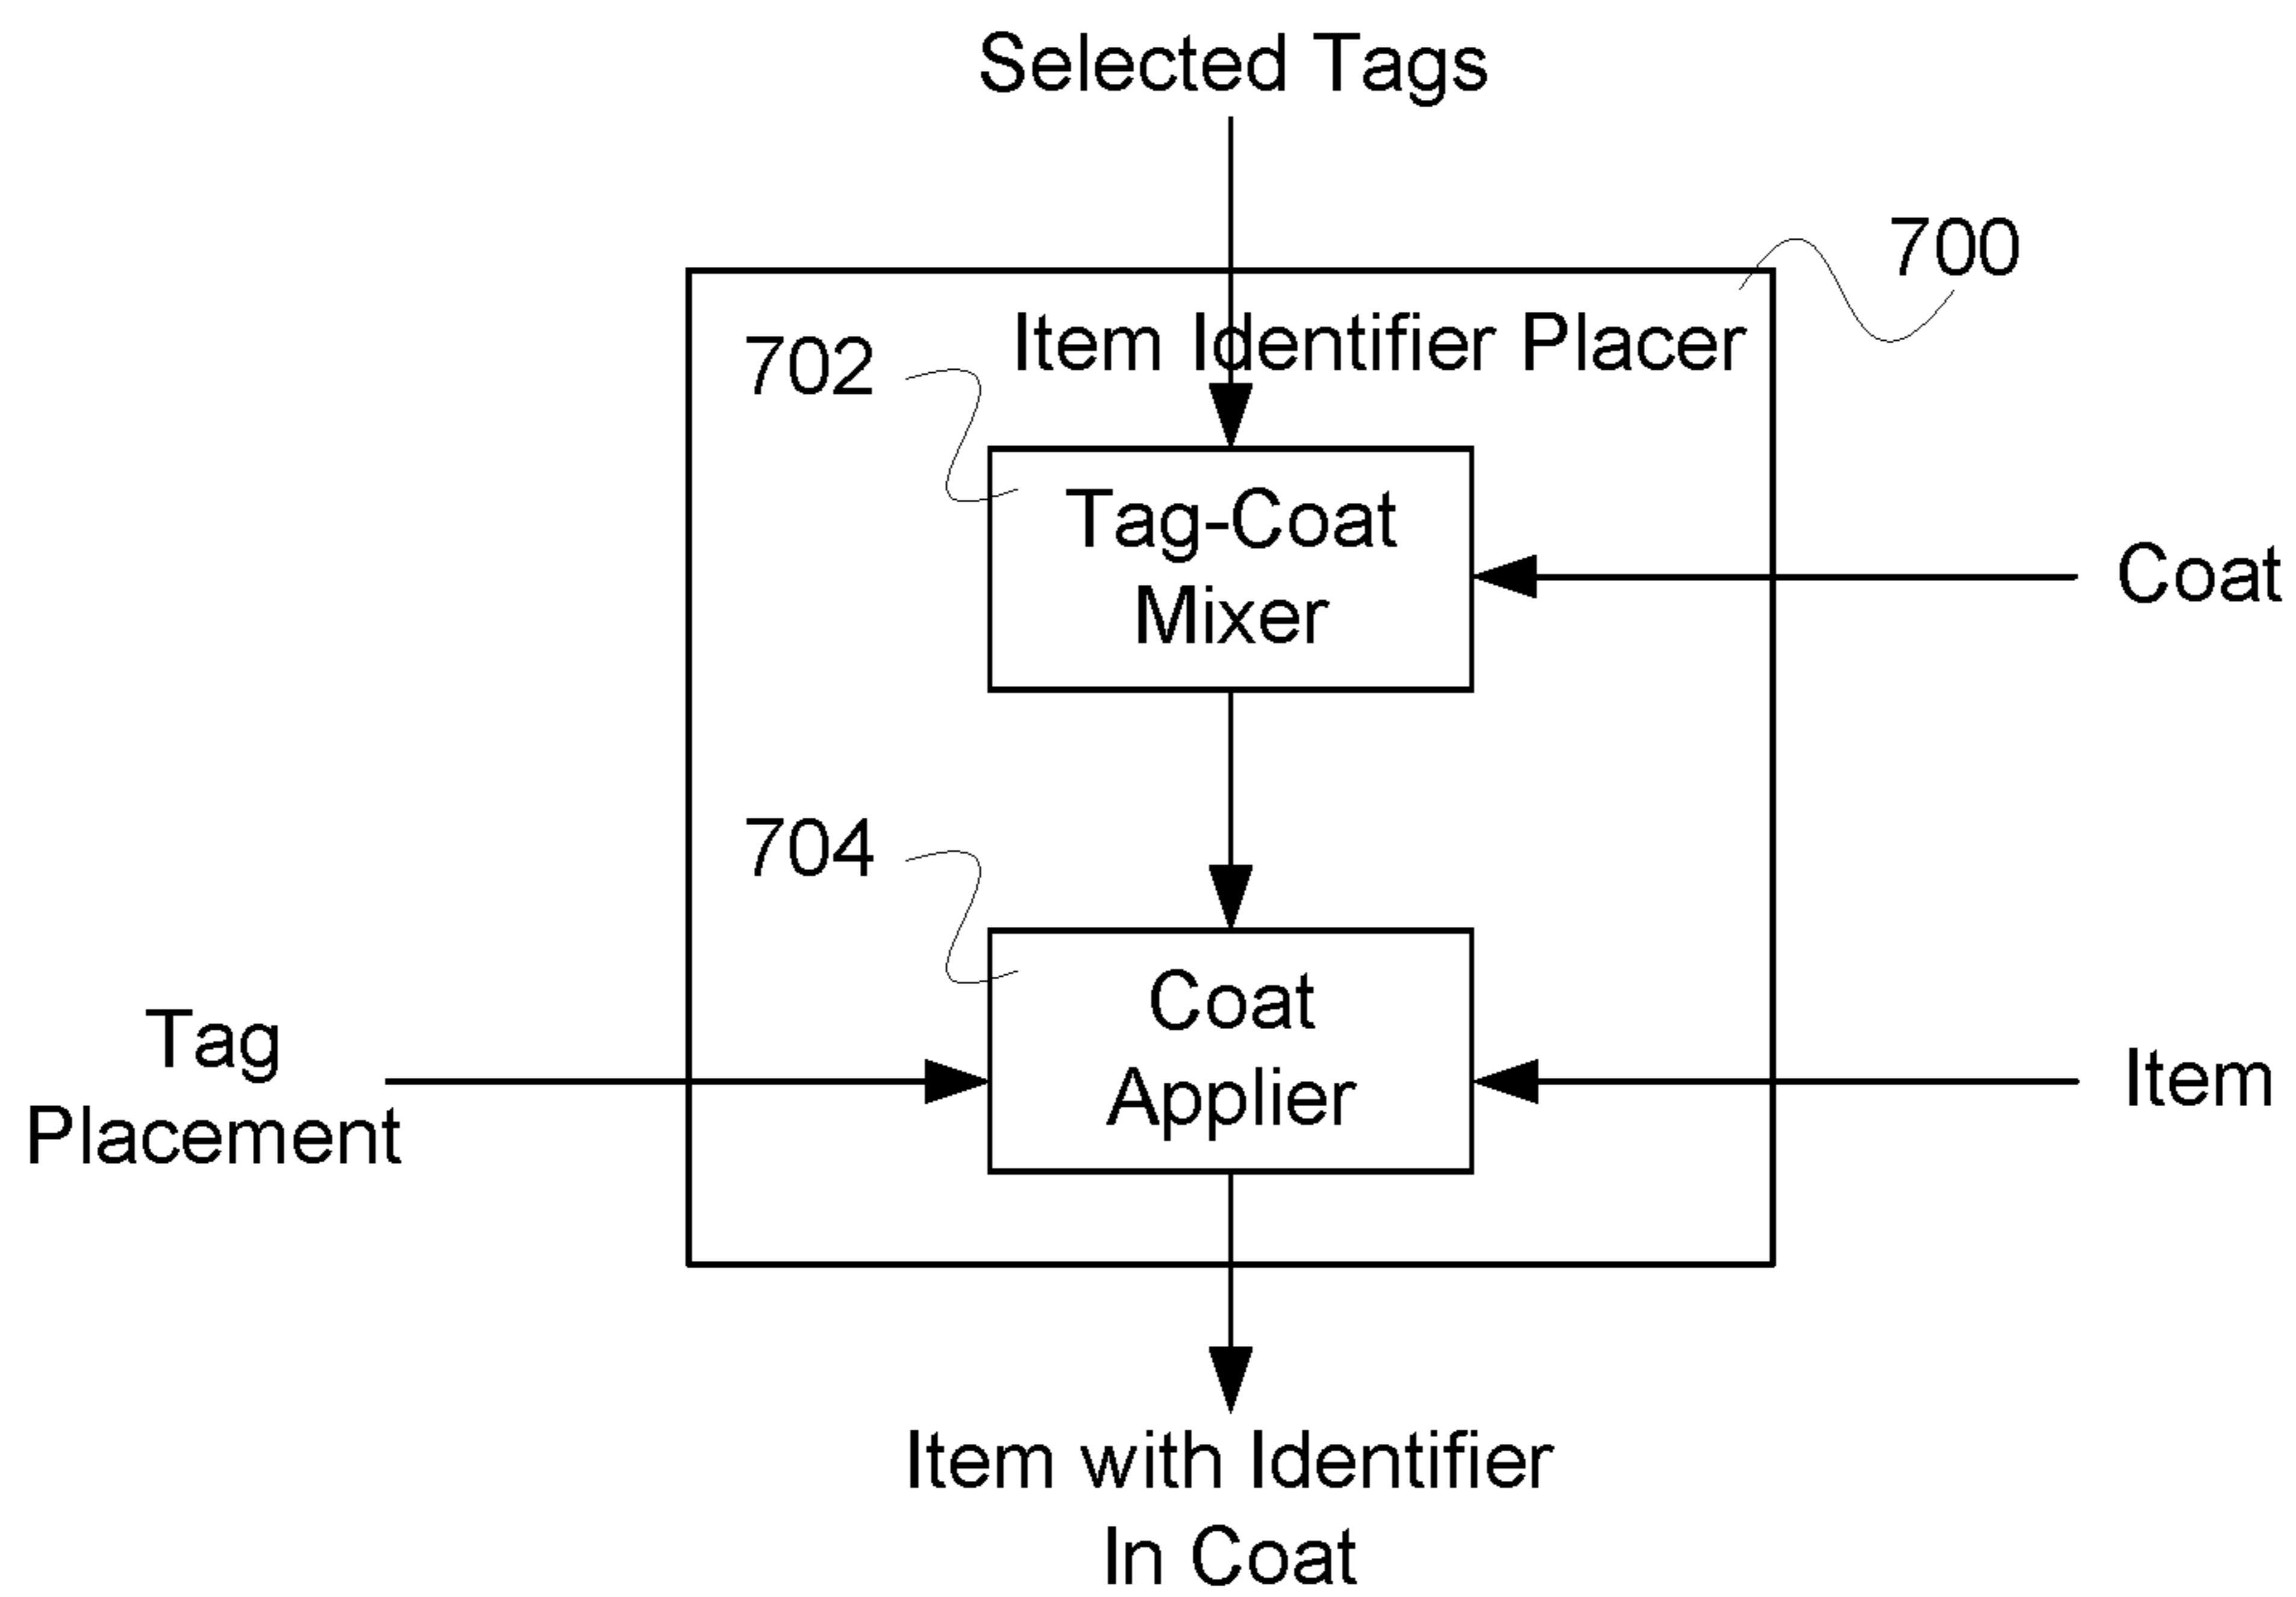 Selected Tags
700
Item Identifier Placer
702
Tag-Coat
Mixer
Coat
704
Coat
Applier
Tag
Placement
Item
Item with Identifier
In Coat